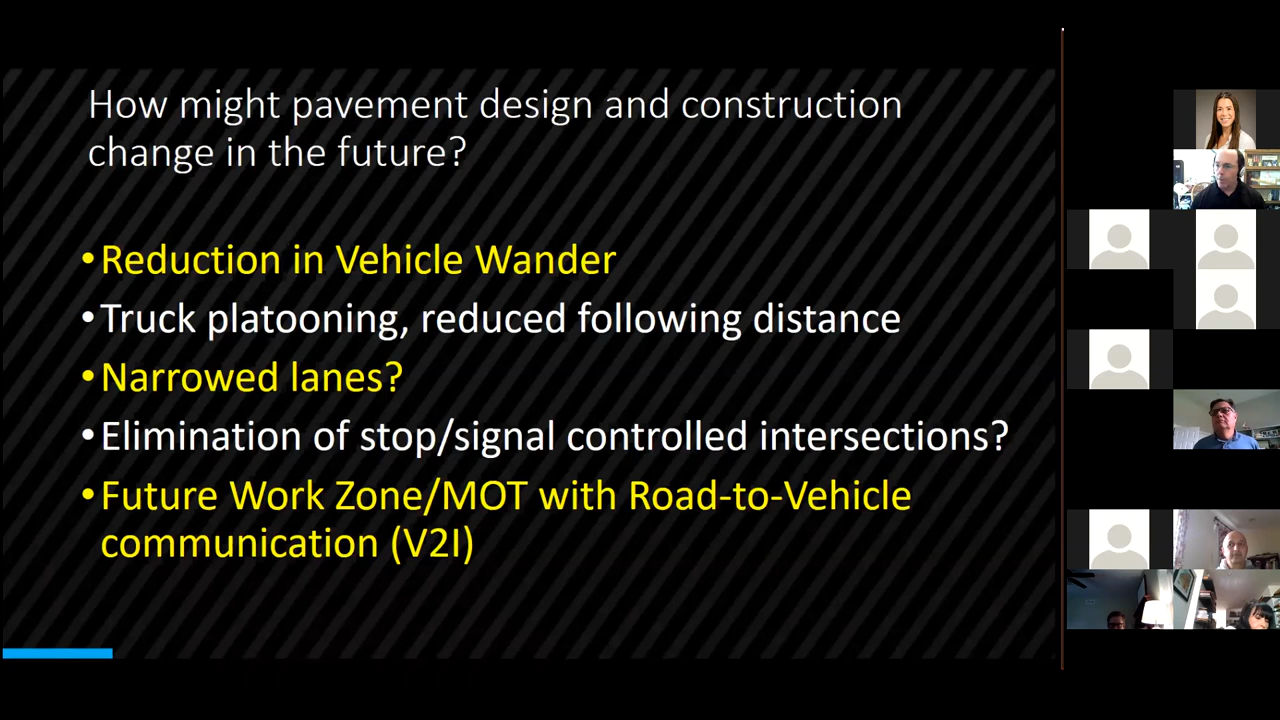 How might pavement design and construction
change in the future?
•Reduction in Vehicle Wander
•Truck platooning, reduced following distance
•Narrowed lanes?
•Elimination of stop/signal controlled intersections?
•Future Work Zone/MOT with Road-to-Vehicle
communication (V2I)